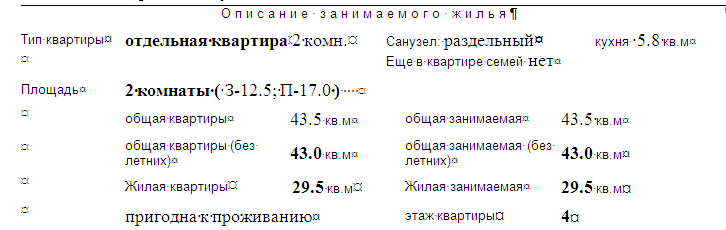 Описание занимаемого жилья¶
Тип квартиры¤ отдельная квартира¤ 2 комн.¤ Санузел: раздельный¤ кухня 5.8 кв.м¤
¤ Еще в квартире семей нет¤
Площадь¤ 2 комнаты ( З-12.5; П-17.0 ) ····¤
¤ общая квартиры¤ 43.5 кв.м¤ общая занимаемая¤ 43.5 кв.м¤
¤ общая квартиры (без летних)¤ 43.0 кв.м¤ общая занимаемая (без летних)¤ 43.0 кв.м¤
¤ Жилая квартиры¤ 29.5 кв.м¤ Жилая занимаемая¤ 29.5 кв.м¤
¤ пригодна к проживанию¤ этаж квартиры¤ 4¤